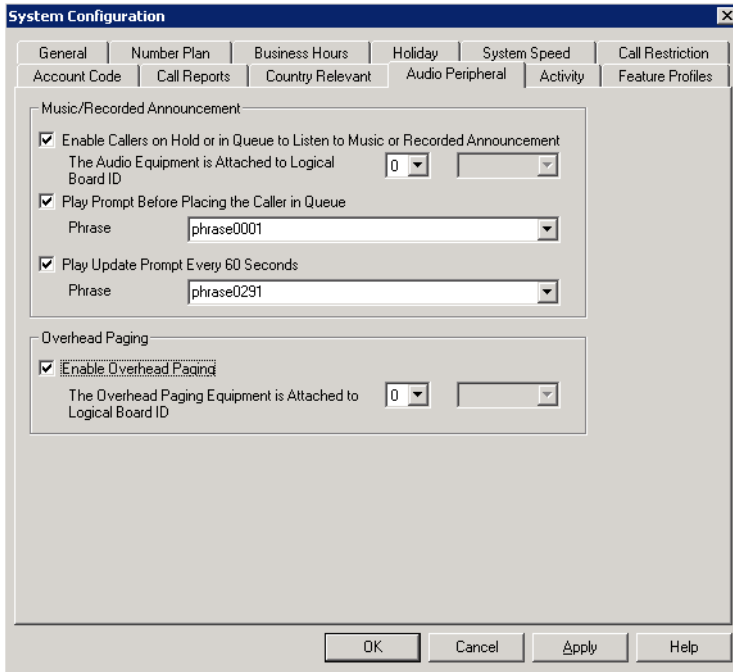 System Configuration
General Number Plan Business Hours Holiday System Speed Call Restriction
Account Code Call Reports Country Relevant Audio Peripheral Activity Feature Profiles
Music/Recorded Announcement
Enable Callers on Hold or in Queue to Listen to Music or Recorded Announcement
The Audio Equipment is Attached to Logical 0
Board ID
Play Prompt Before Placing the Caller in Queue
Phrase phrase0001
Play Update Prompt Every 60 Seconds
Phrase phrase0291
Overhead Paging
Enable Overhead Paging
The Overhead Paging Equipment is Attached to 0
Logical Board ID
OK Cancel Apply Help